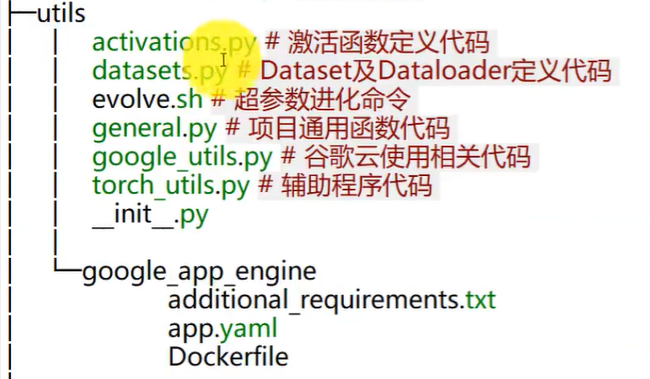 ├─utils
│ │ activations.py # 激活函数定义代码
│ │ datasets.py # Dataset及Dataloader定义代码
│ │ evolve.sh # 超参数进化命令
│ │ general.py # 项目通用函数代码
│ │ google_utils.py # 谷歌云使用相关代码
│ │ torch_utils.py # 辅助程序代码
│ │ __init__.py
│ │
│ └─google_app_engine
│ additional_requirements.txt
│ app.yaml
│ Dockerfile